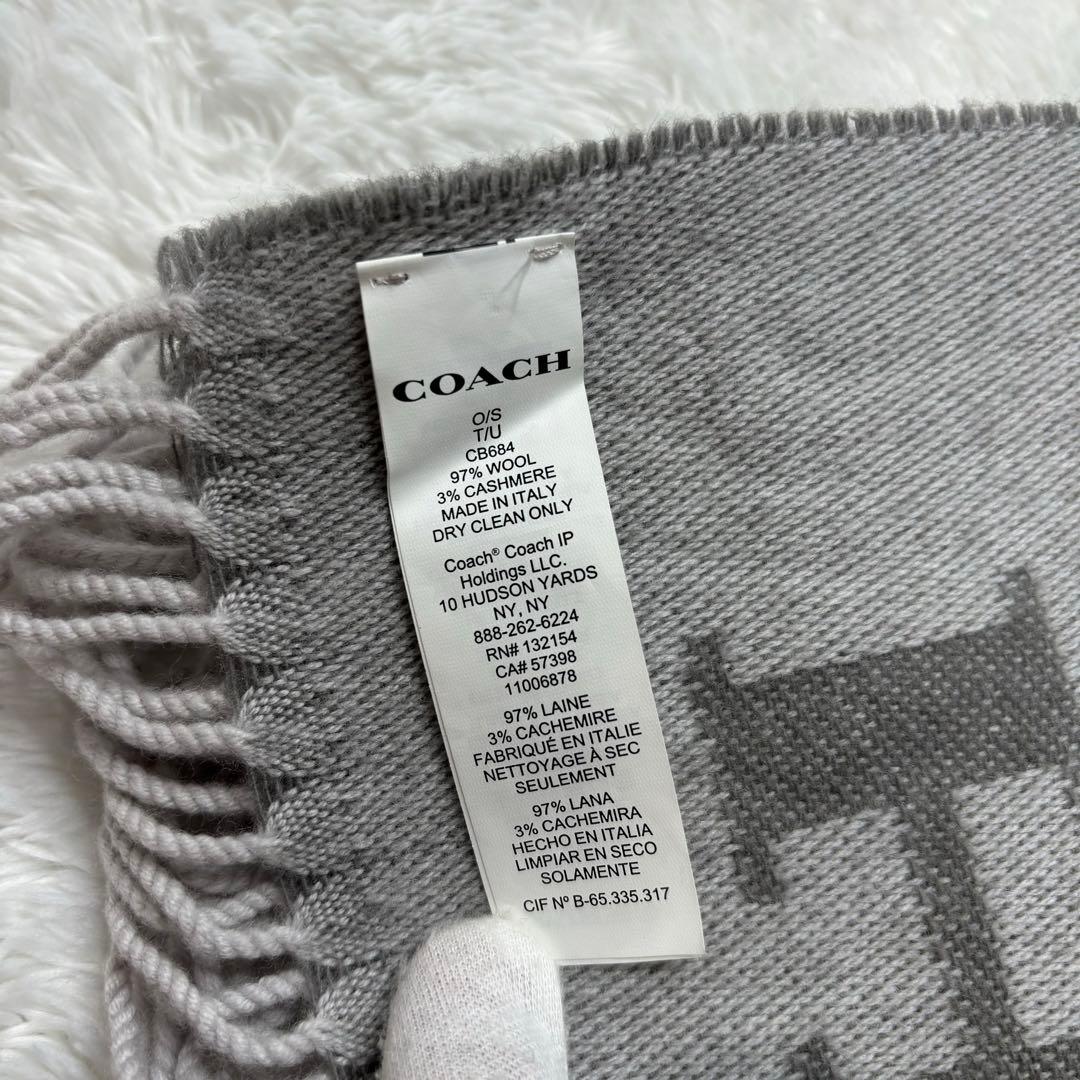 COACH
O/S
T/U
CB684
97% WOOL
3% CASHMERE
MADE IN ITALY
DRY CLEAN ONLY
Coach® Coach IP
Holdings LLC.
10 HUDSON YARDS
NY, NY
888-262-6224
RN# 132154
CA# 57398
11006878
97% LAINE
3% CACHEMIRE
FABRIQUÉ EN ITALIE
NETTOYAGE À SEC
SEULEMENT
97% LANA
3% CACHEMIRA
HECHO EN ITALIA
LIMPIAR EN SECO
SOLAMENTE
CIF Nº B-65.335.317